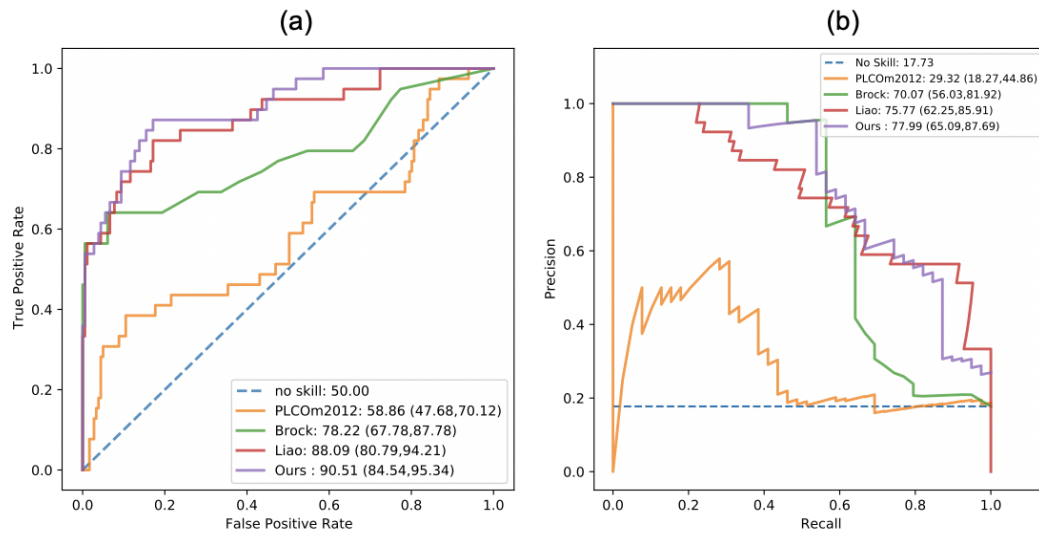 (a)
1.0
0.8
0.6
0.4
0.2
0.0
True Positive Rate
no skill: 50.00
PLCOm2012: 58.86 (47.68,70.12)
Brock: 78.22 (67.78,87.78)
Liao: 88.09 (80.79,94.21)
Ours : 90.51 (84.54,95.34)
0.0 0.2 0.4 0.6 0.8 1.0
False Positive Rate
(b)
No Skill: 17.73
PLCOm2012: 29.32 (18.27,44.86)
Brock: 70.07 (56.03,81.92)
Liao: 75.77 (62.25,85.91)
Ours : 77.99 (65.09,87.69)
1.0
0.8
0.6
0.4
0.2
0.0
Precision
0.0 0.2 0.4 0.6 0.8 1.0
Recall